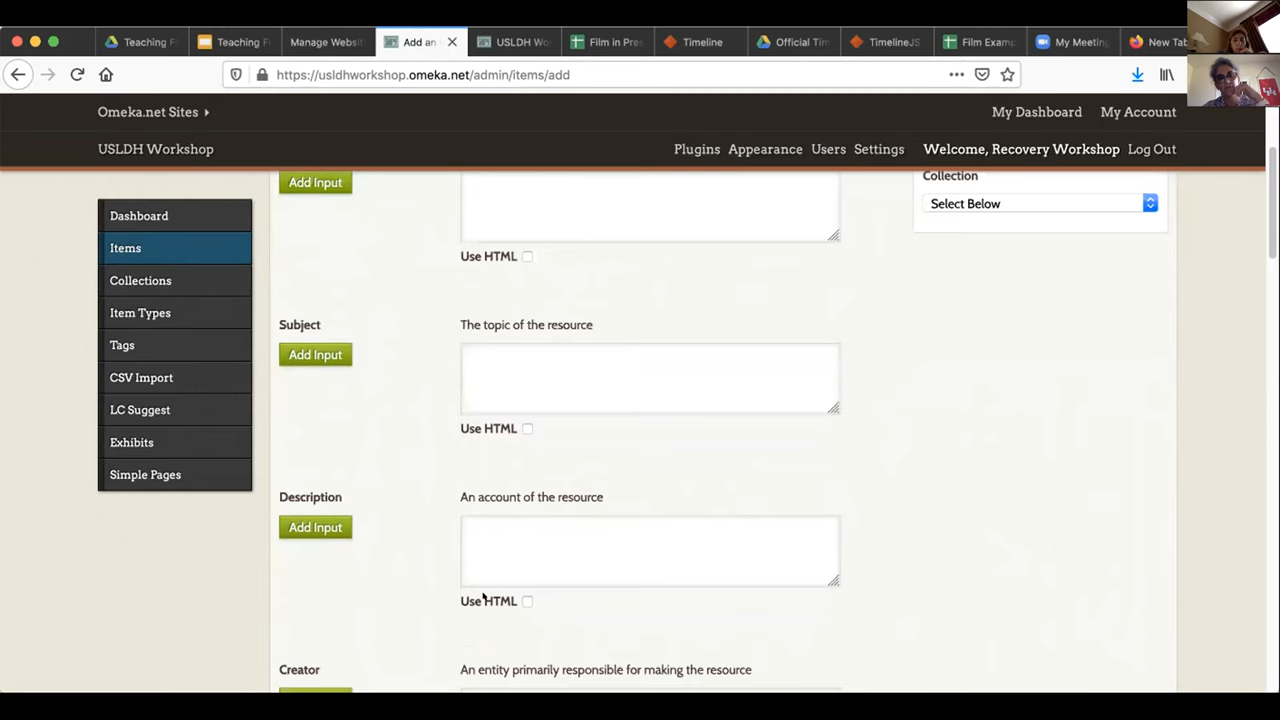 Teaching Fi
Teaching Fi
Manage Websi
Add an
USLDH Wo
Film in Pres
Timeline
Official Tim
TimelineJS
Film Examp
My Meeting
New Tab
https://usldhworkshop.omeka.net/admin/items/add
Omeka.net Sites
My Dashboard
My Account
USLDH Workshop
Plugins
Appearance
Users
Settings
Welcome, Recovery Workshop
Log Out
Collection
Add Input
Select Below
Dashboard
Items
Use HTML
Collections
Item Types
Subject
The topic of the resource
Tags
Add Input
CSV Import
LC Suggest
Use HTML
Exhibits
Simple Pages
Description
An account of the resource
Add Input
Use HTML
Creator
An entity primarily responsible for making the resource